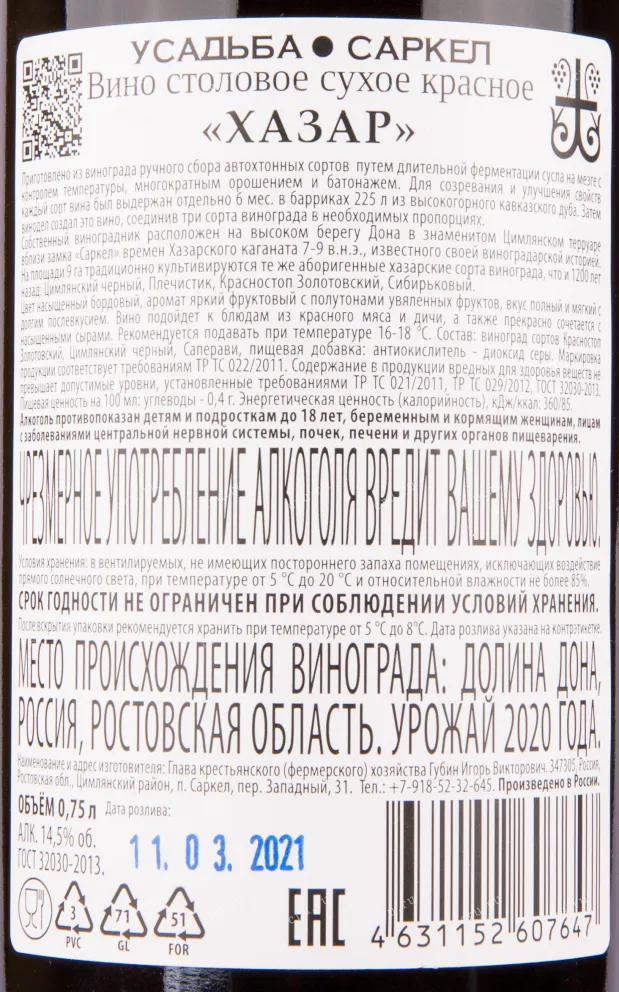 УСАДЬБА ● САРКЕЛ
Вино столовое сухое красное
«ХАЗАР»
Приготовлено из винограда ручного сбора автохтонных сортов путем длительной ферментации сусла на мезге с
контролем температуры, многократным орошением и батонажем. Для созревания и улучшения свойств
каждый сорт вина был выдержан отдельно 6 мес. в барриках 225 л из высокогорного кавказского дуба. Затем
винодел создал это вино, соединив три сорта винограда в необходимых пропорциях.
Собственный виноградник расположен на высоком берегу Дона в знаменитом Цимлянском терруаре
вблизи замка «Саркел» времен Хазарского каганата 7-9 в.н.э., известного своей виноградарской историей.
На площади 9 га традиционно культивируются те же аборигенные хазарские сорта винограда, что и 1200 лет
назад: Цимлянский черный, Плечистик, Красностоп Золотовский, Сибирьковый.
Цвет насыщенный бордовый, аромат яркий фруктовый с полутонами увяленных фруктов, вкус полный и мягкий с
долгим послевкусием. Вино подойдет к блюдам из красного мяса и дичи, а также прекрасно сочетается с
насыщенными сырами. Рекомендуется подавать при температуре 16-18 °С. Состав: виноград сортов Красностоп
Золотовский, Цимлянский черный, Саперави, пищевая добавка: антиокислитель - диоксид серы. Маркировка
продукции соответствует требованиям ТР ТС 022/2011. Содержание в продукции вредных для здоровья веществ не
превышает допустимые уровни, установленные требованиями ТР ТС 021/2011, ТР ТС 029/2012, ГОСТ 32030-2013.
Пищевая ценность на 100 мл: углеводы - 0,4 г. Энергетическая ценность (калорийность), кДж/ккал: 360/85.
Алкоголь противопоказан детям и подросткам до 18 лет, беременным и кормящим женщинам, лицам
с заболеваниями центральной нервной системы, почек, печени и других органов пищеварения.
ЧРЕЗМЕРНОЕ УПОТРЕБЛЕНИЕ АЛКОГОЛЯ ВРЕДИТ ВАШЕМУ ЗДОРОВЬЮ.
Условия хранения: в вентилируемых, не имеющих постороннего запаха помещениях, исключающих воздействие
прямого солнечного света, при температуре от 5 °С до 20 °С и относительной влажности не более 85%.
СРОК ГОДНОСТИ НЕ ОГРАНИЧЕН ПРИ СОБЛЮДЕНИИ УСЛОВИЙ ХРАНЕНИЯ.
После вскрытия упаковки рекомендуется хранить при температуре от 5 °С до 8°С. Дата розлива указана на контрэтикетке.
МЕСТО ПРОИСХОЖДЕНИЯ ВИНОГРАДА: ДОЛИНА ДОНА,
РОССИЯ, РОСТОВСКАЯ ОБЛАСТЬ. УРОЖАЙ 2020 ГОДА.
Наименование и адрес изготовителя: Глава крестьянского (фермерского) хозяйства Губин Игорь Викторович. 347305, Россия,
Ростовская обл., Цимлянский район, п. Саркел, пер. Западный, 31. Тел.: +7-918-52-32-645. Произведено в России.
ОБЪЁМ 0,75 л Дата розлива:
АЛК. 14,5% об.
ГОСТ 32030-2013.
11.03.2021
3 71 51
PVC GL FOR
ЕАС
4 631152 607647